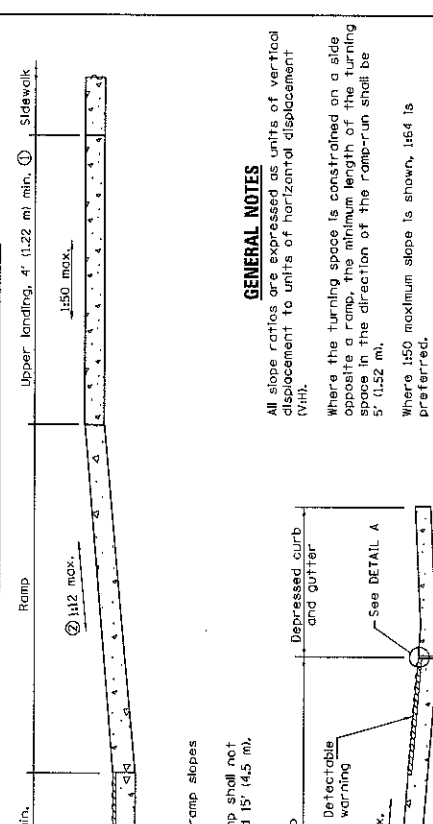 Sidewalk
Upper landing, 4' (1.22 m) min. ①
Ramp
in.
1:50 max.
② 1:12 max.
GENERAL NOTES
All slope ratios are expressed as units of vertical
displacement to units of horizontal displacement
(V:H).
Where the turning space is constrained on a side
opposite a ramp, the minimum length of the turning
space in the direction of the ramp-run shall be
5' (1.52 m).
Where 1:50 maximum slope is shown, 1:64 is
preferred.
ramp slopes
mp shall not
d 15' (4.5 m).
Depressed curb
and gutter
See DETAIL A
Detectable
warning